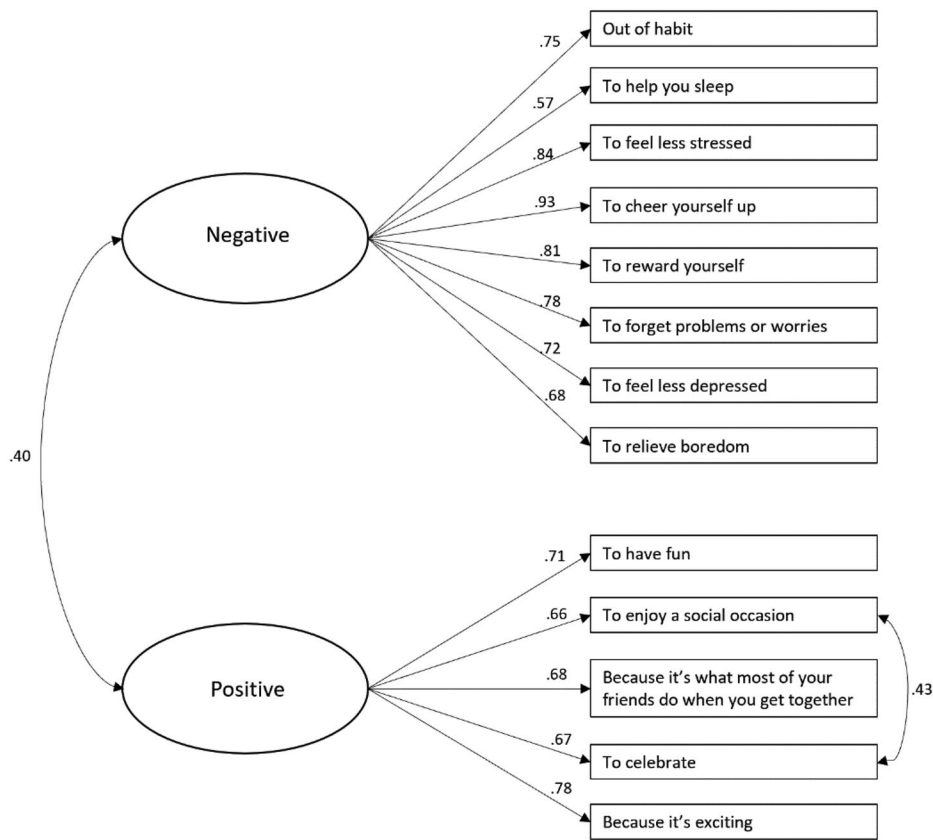 .75
Out of habit
.57
To help you sleep
.84
To feel less stressed
.93
To cheer yourself up
Negative
.81
To reward yourself
.78
To forget problems or worries
.72
To feel less depressed
.68
To relieve boredom
.40
.71
To have fun
.66
To enjoy a social occasion
Positive
.68
Because it's what most of your
friends do when you get together
.43
.67
To celebrate
.78
Because it's exciting